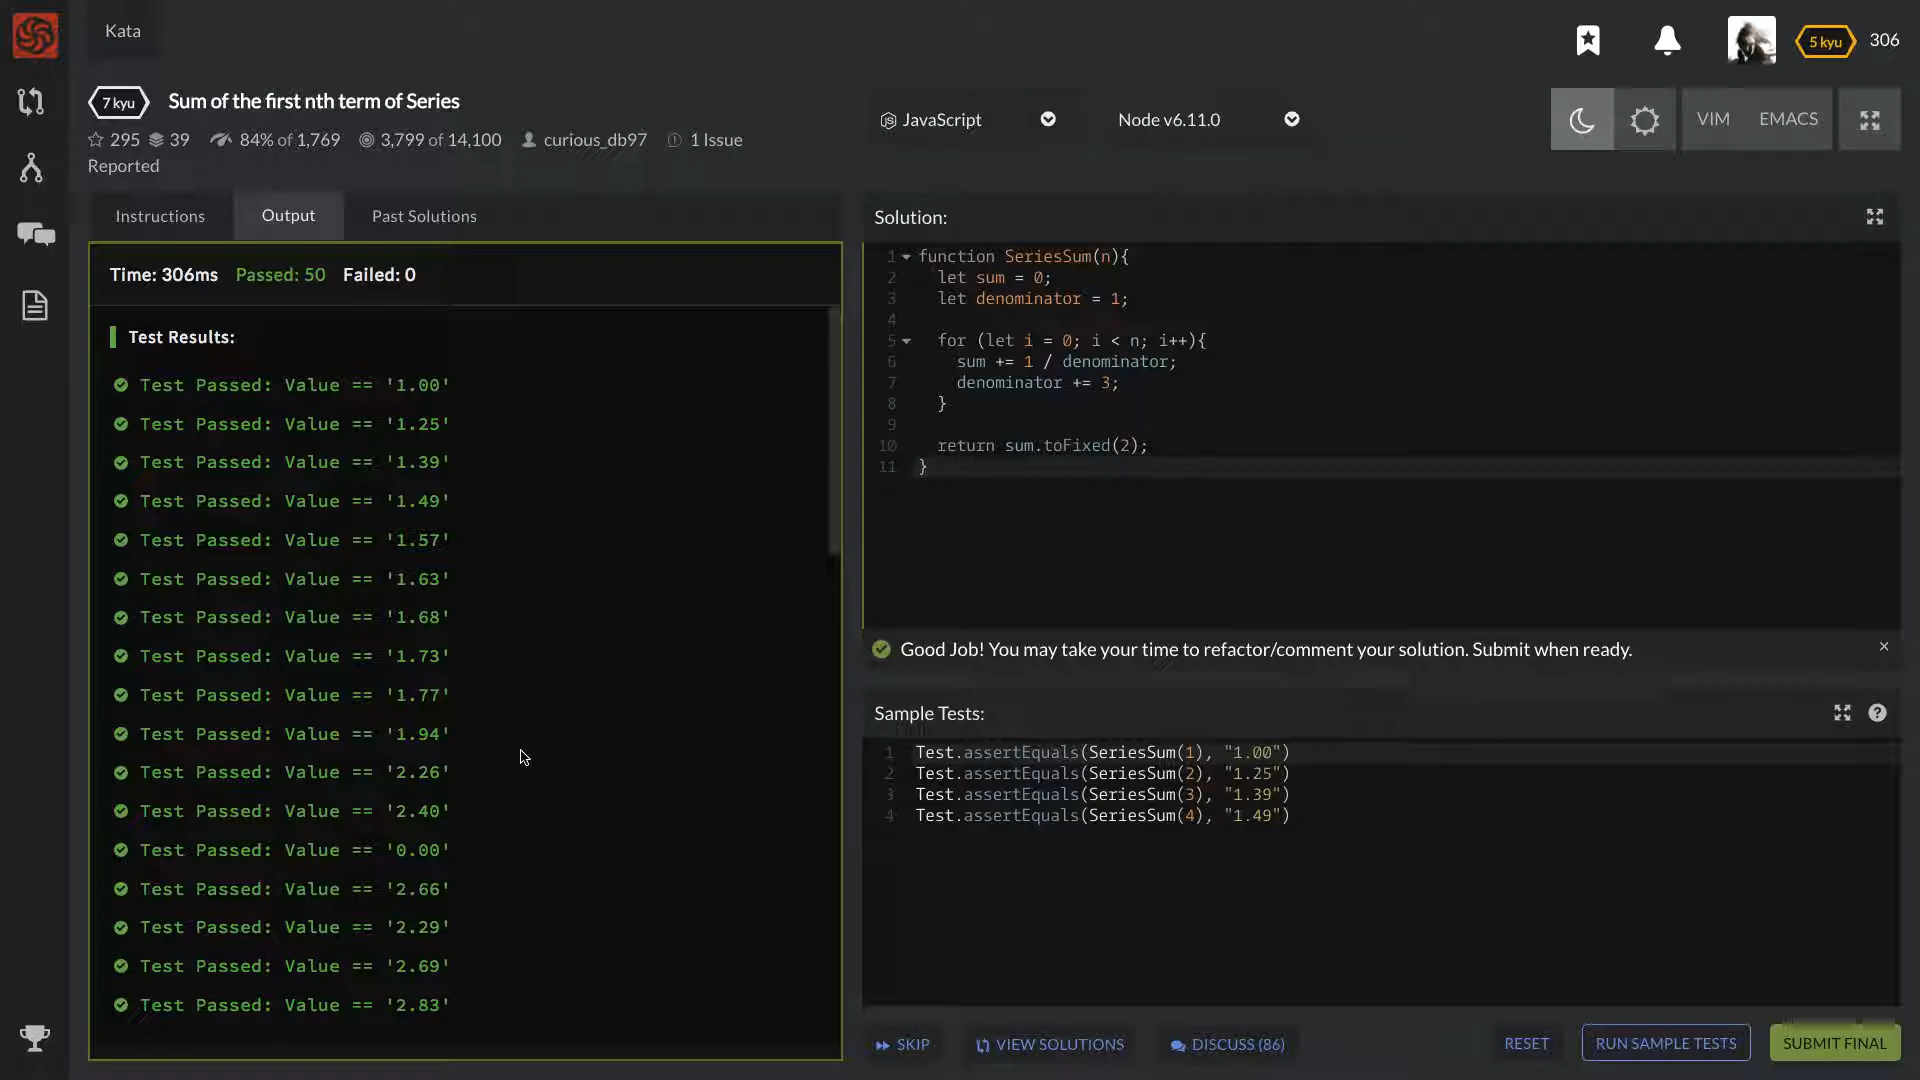 Kata
5 kyu 306
7 kyu Sum of the first nth term of Series
295 39 84% of 1,769 3,799 of 14,100 curious_db97 1 Issue
Reported
JavaScript Node v6.11.0 VIM EMACS
Instructions Output Past Solutions
Time: 306ms Passed: 50 Failed: 0
Test Results:
Test Passed: Value == '1.00'
Test Passed: Value == '1.25'
Test Passed: Value == '1.39'
Test Passed: Value == '1.49'
Test Passed: Value == '1.57'
Test Passed: Value == '1.63'
Test Passed: Value == '1.68'
Test Passed: Value == '1.73'
Test Passed: Value == '1.77'
Test Passed: Value == '1.94'
Test Passed: Value == '2.26'
Test Passed: Value == '2.40'
Test Passed: Value == '0.00'
Test Passed: Value == '2.66'
Test Passed: Value == '2.29'
Test Passed: Value == '2.69'
Test Passed: Value == '2.83'
Solution:
1 function SeriesSum(n){
2 let sum = 0;
3 let denominator = 1;
4
5 for (let i = 0; i < n; i++){
6 sum += 1 / denominator;
7 denominator += 3;
8 }
9
10 return sum.toFixed(2);
11 }
Good Job! You may take your time to refactor/comment your solution. Submit when ready.
Sample Tests:
1 Test.assertEquals(SeriesSum(1), "1.00")
2 Test.assertEquals(SeriesSum(2), "1.25")
3 Test.assertEquals(SeriesSum(3), "1.39")
4 Test.assertEquals(SeriesSum(4), "1.49")
SKIP VIEW SOLUTIONS DISCUSS (86) RESET RUN SAMPLE TESTS SUBMIT FINAL